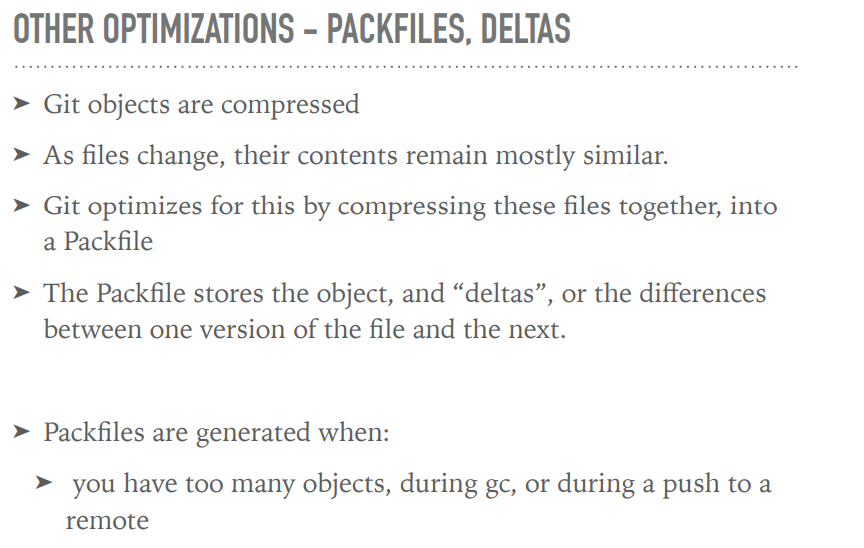 OTHER OPTIMIZATIONS – PACKFILES, DELTAS
➤ Git objects are compressed
➤ As files change, their contents remain mostly similar.
➤ Git optimizes for this by compressing these files together, into
a Packfile
➤ The Packfile stores the object, and “deltas”, or the differences
between one version of the file and the next.
➤ Packfiles are generated when:
➤ you have too many objects, during gc, or during a push to a
remote